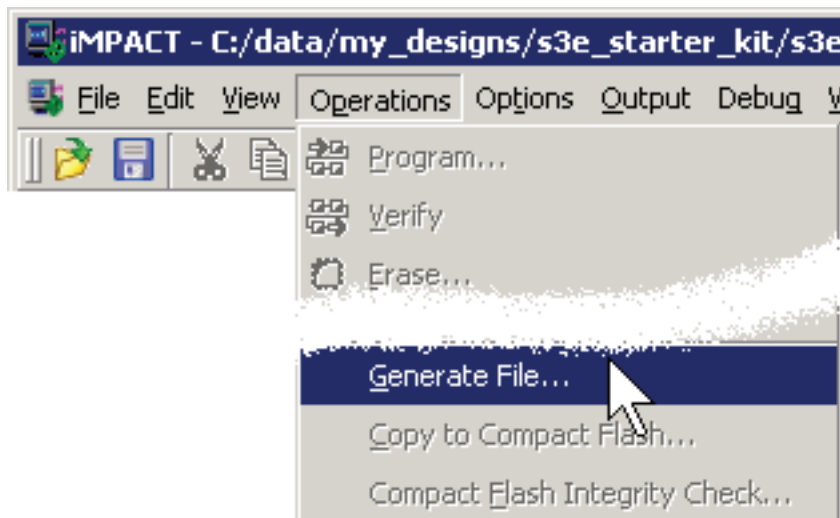 iMPACT - C:/data/my_designs/s3e_starter_kit/s3e
File Edit View Operations Options Output Debug
Program...
Verify
Erase...
Generate File...
Copy to Compact Flash...
Compact Flash Integrity Check...